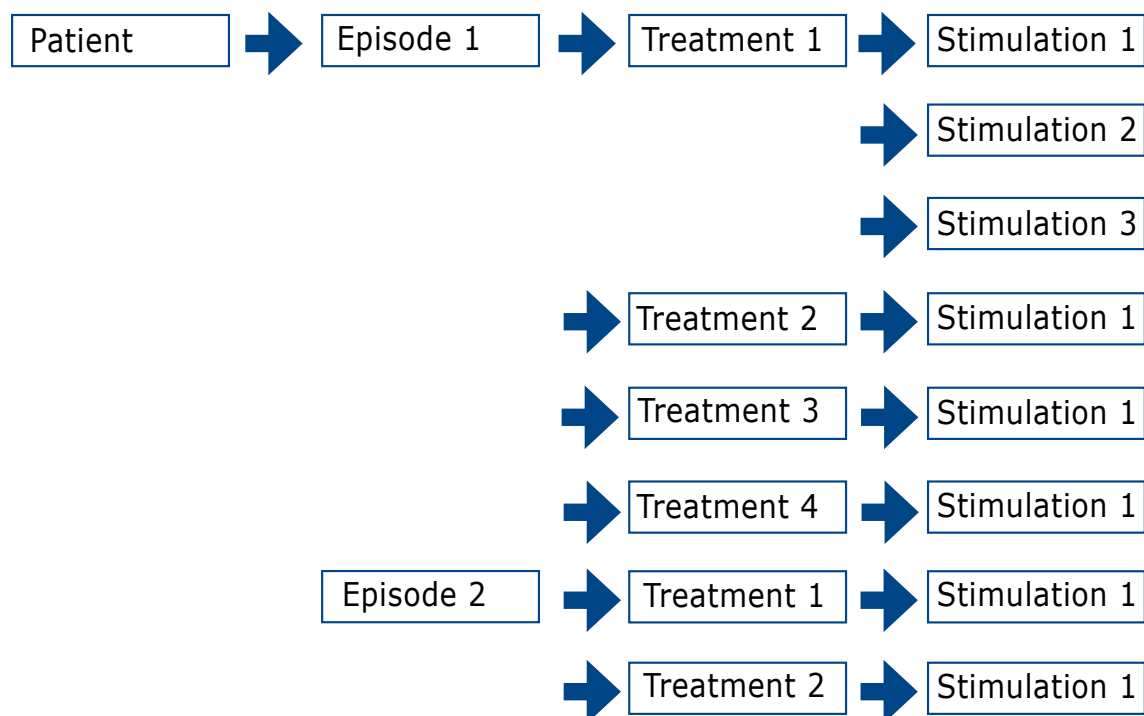 Patient
Episode 1
Treatment 1
Stimulation 1
Stimulation 2
Stimulation 3
Treatment 2
Stimulation 1
Treatment 3
Stimulation 1
Treatment 4
Stimulation 1
Episode 2
Treatment 1
Stimulation 1
Treatment 2
Stimulation 1